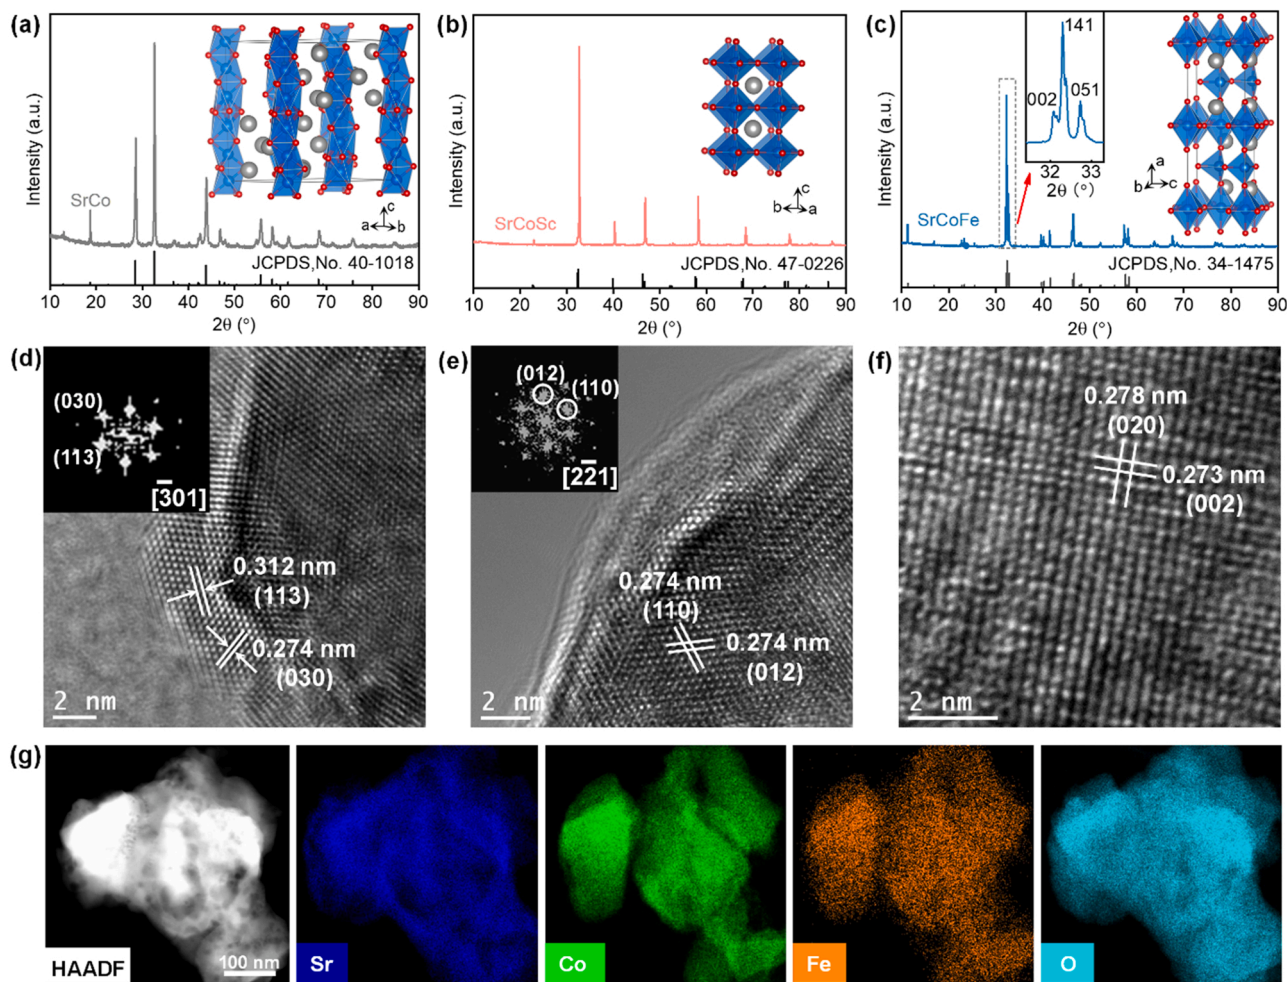 (a)
Intensity (a.u.)
SrCo
c
a
b
JCPDS,No. 40-1018
10 20 30 40 50 60 70 80 90
2θ (°)
(b)
Intensity (a.u.)
SrCoSc
c
b
a
JCPDS,No. 47-0226
10 20 30 40 50 60 70 80 90
2θ (°)
(c)
Intensity (a.u.)
141
002
051
32 33
2θ (°)
SrCoFe
a
b
c
JCPDS,No. 34-1475
10 20 30 40 50 60 70 80 90
2θ (°)
(d)
(030)
(113)
[3̅01]
0.312 nm
(113)
0.274 nm
(030)
2 nm
(e)
(012)
(110)
[22̅1]
0.274 nm
(110)
0.274 nm
(012)
2 nm
(f)
0.278 nm
(020)
0.273 nm
(002)
2 nm
(g)
HAADF
100 nm
Sr
Co
Fe
O